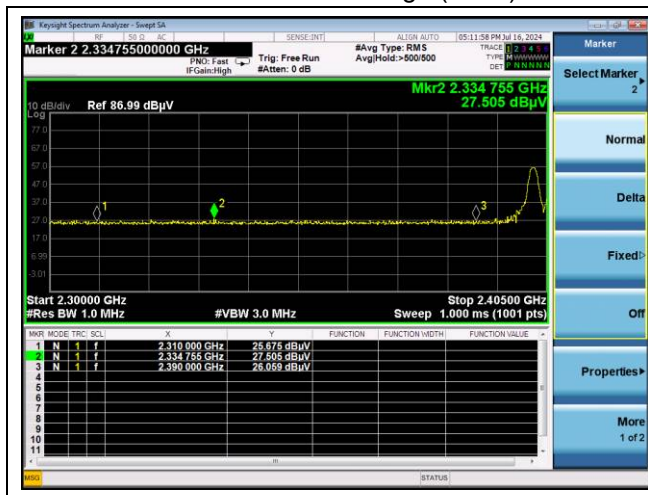 Keysight Spectrum Analyzer - Swept SA
RF 50 Ω AC SENSE:INT ALIGN AUTO 05:11:58 PM Jul 16, 2024
Marker 2 2.334755000000 GHz
PNO: Fast
IFGain:High
Trig: Free Run
#Atten: 0 dB
#Avg Type: RMS
Avg|Hold:>500/500
TRACE 1 2 3 4 5 6
TYPE M WWWWW
DET P N N N N N
Mkr2 2.334 755 GHz
27.505 dBµV
10 dB/div Ref 86.99 dBµV
Log
77.0
67.0
57.0
47.0
37.0
27.0
17.0
6.99
-3.01
1
2
3
Start 2.30000 GHz Stop 2.40500 GHz
#Res BW 1.0 MHz #VBW 3.0 MHz Sweep 1.000 ms (1001 pts)
MKR MODE TRC SCL X Y FUNCTION FUNCTION WIDTH FUNCTION VALUE
1 N 1 f 2.310 000 GHz 25.675 dBµV
2 N 1 f 2.334 755 GHz 27.505 dBµV
3 N 1 f 2.390 000 GHz 26.059 dBµV
4
5
6
7
8
9
10
11
MSG STATUS
Marker
Select Marker
2
Normal
Delta
Fixed
Off
Properties
More
1 of 2